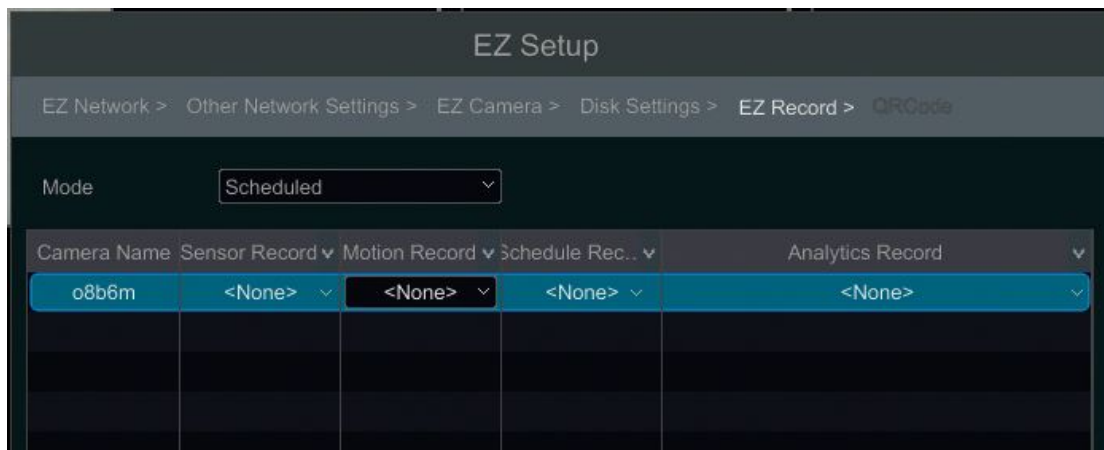 EZ Setup
EZ Network > Other Network Settings > EZ Camera > Disk Settings > EZ Record > QRCode
Mode Scheduled
Camera Name Sensor Record Motion Record Schedule Rec.. Analytics Record
o8b6m <None> <None> <None> <None>